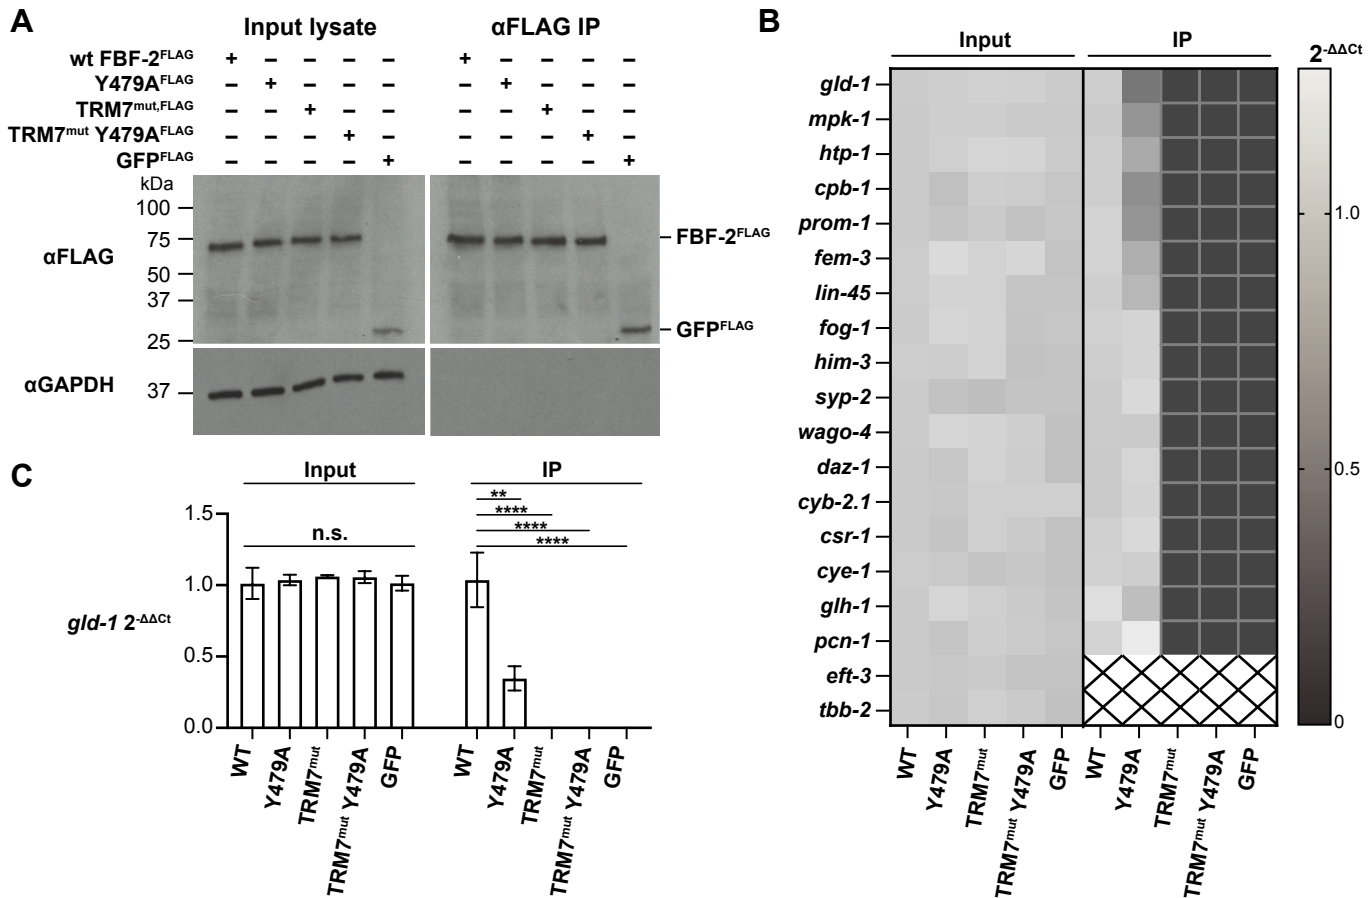 A
Input lysate
αFLAG IP
wt FBF-2FLAG + – – – – + – – – –
Y479AFLAG – + – – – – + – – –
TRM7mut,FLAG – – + – – – – + – –
TRM7mut Y479AFLAG – – – + – – – – + –
GFPFLAG – – – – + – – – – +
kDa
100
75
50
37
25
αFLAG
FBF-2FLAG
GFPFLAG
αGAPDH
37
B
Input
IP
2-ΔΔCt
gld-1
mpk-1
htp-1
cpb-1
prom-1
fem-3
lin-45
fog-1
him-3
syp-2
wago-4
daz-1
cyb-2.1
csr-1
cye-1
glh-1
pcn-1
eft-3
tbb-2
1.0
0.5
0
WT
Y479A
TRM7mut
TRM7mut Y479A
GFP
WT
Y479A
TRM7mut
TRM7mut Y479A
GFP
C
Input
IP
n.s.
**
****
****
****
gld-1 2-ΔΔCt
1.5
1.0
0.5
0.0
WT
Y479A
TRM7mut
TRM7mut Y479A
GFP
WT
Y479A
TRM7mut
TRM7mut Y479A
GFP